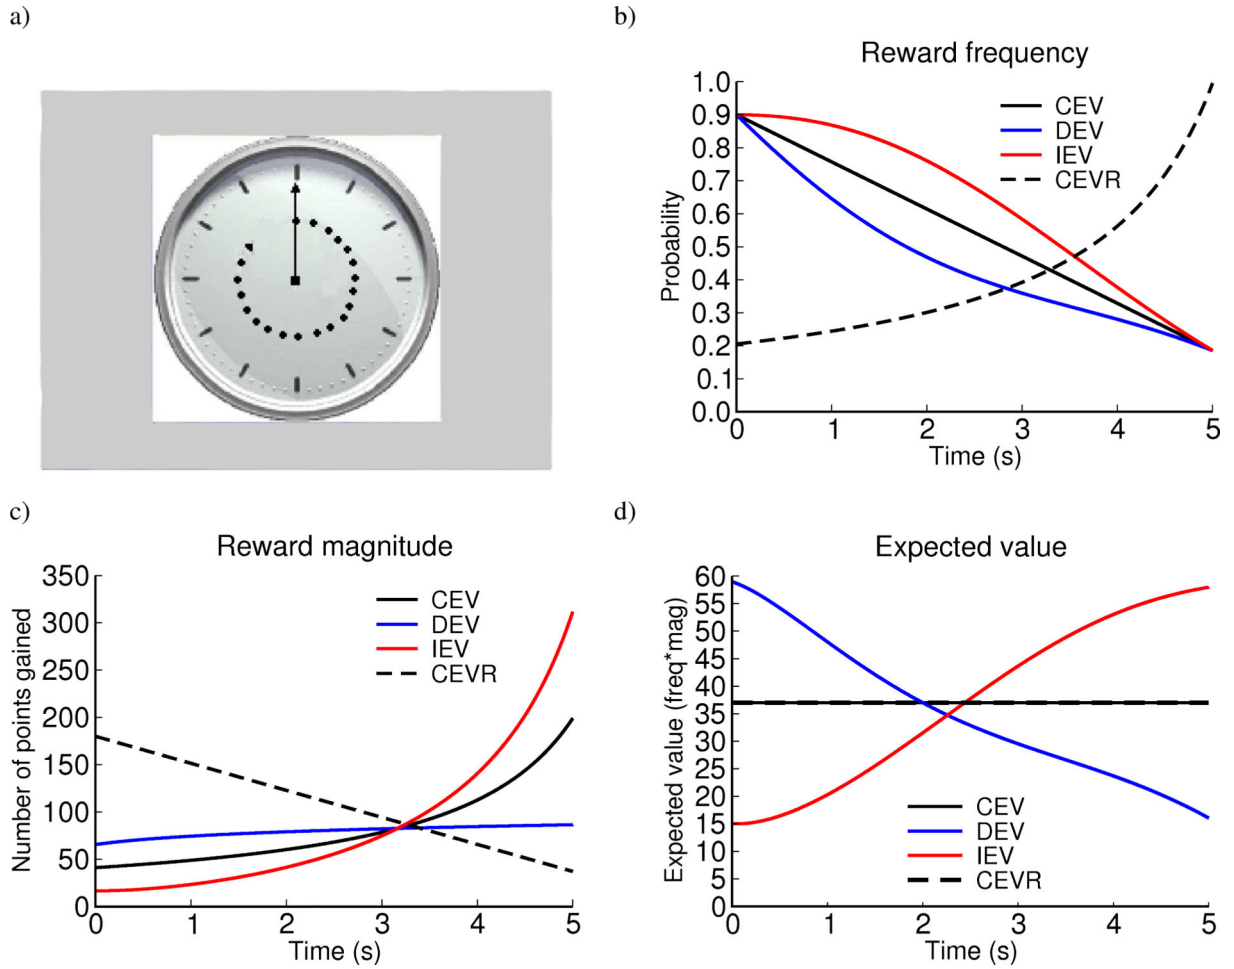 a)
b)
Reward frequency
1.0
0.9
0.8
0.7
0.6
0.5
0.4
0.3
0.2
0.1
0.0
Probability
CEV
DEV
IEV
CEVR
0 1 2 3 4 5
Time (s)
c)
Reward magnitude
350
300
250
200
150
100
50
0
Number of points gained
CEV
DEV
IEV
CEVR
0 1 2 3 4 5
Time (s)
d)
Expected value
60
55
50
45
40
35
30
25
20
15
10
5
0
Expected value (freq*mag)
CEV
DEV
IEV
CEVR
0 1 2 3 4 5
Time (s)